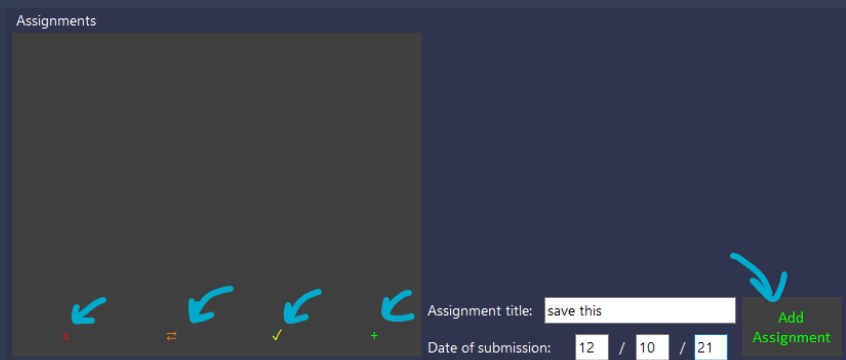 Assignments
x ⇄ ✓ +
Assignment title: save this
Date of submission: 12 / 10 / 21
Add
Assignment